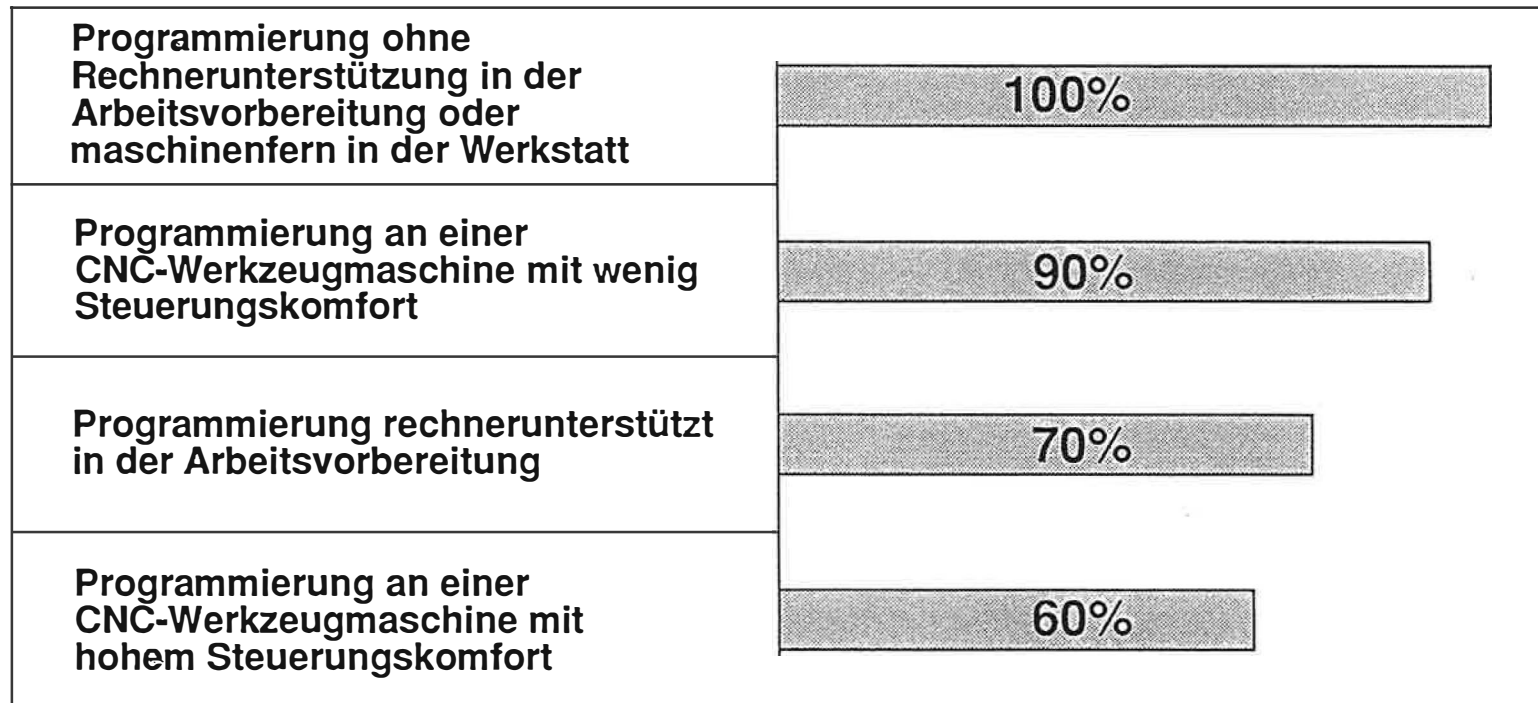 Programmierung ohne
Rechnerunterstützung in der
Arbeitsvorbereitung oder
maschinenfern in der Werkstatt
100%
Programmierung an einer
CNC-Werkzeugmaschine mit wenig
Steuerungskomfort
90%
Programmierung rechnerunterstützt
in der Arbeitsvorbereitung
70%
Programmierung an einer
CNC-Werkzeugmaschine mit
hohem Steuerungskomfort
60%